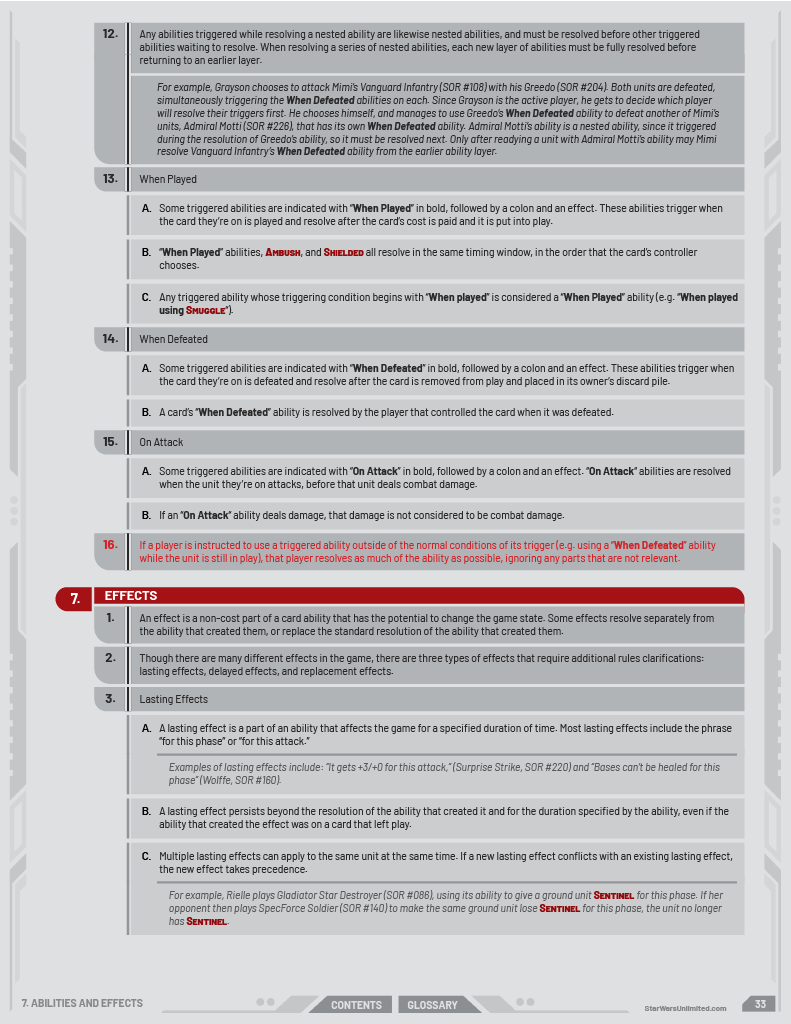 12. Any abilities triggered while resolving a nested ability are likewise nested abilities, and must be resolved before other triggered
abilities waiting to resolve. When resolving a series of nested abilities, each new layer of abilities must be fully resolved before
returning to an earlier layer.
For example, Grayson chooses to attack Mimi's Vanguard Infantry (SOR #108) with his Greedo (SOR #204). Both units are defeated,
simultaneously triggering the When Defeated abilities on each. Since Grayson is the active player, he gets to decide which player
will resolve their triggers first. He chooses himself, and manages to use Greedo's When Defeated ability to defeat another of Mimi's
units, Admiral Motti (SOR #226), that has its own When Defeated ability. Admiral Motti's ability is a nested ability, since it triggered
during the resolution of Greedo's ability, so it must be resolved next. Only after readying a unit with Admiral Motti's ability may Mimi
resolve Vanguard Infantry's When Defeated ability from the earlier ability layer.
13. When Played
A. Some triggered abilities are indicated with "When Played" in bold, followed by a colon and an effect. These abilities trigger when
the card they're on is played and resolve after the card's cost is paid and it is put into play.
B. "When Played" abilities, Ambush, and Shielded all resolve in the same timing window, in the order that the card's controller
chooses.
C. Any triggered ability whose triggering condition begins with "When played" is considered a "When Played" ability (e.g. "When played
using Smuggle").
14. When Defeated
A. Some triggered abilities are indicated with "When Defeated" in bold, followed by a colon and an effect. These abilities trigger when
the card they're on is defeated and resolve after the card is removed from play and placed in its owner's discard pile.
B. A card's "When Defeated" ability is resolved by the player that controlled the card when it was defeated.
15. On Attack
A. Some triggered abilities are indicated with "On Attack" in bold, followed by a colon and an effect. "On Attack" abilities are resolved
when the unit they're on attacks, before that unit deals combat damage.
B. If an "On Attack" ability deals damage, that damage is not considered to be combat damage.
16. If a player is instructed to use a triggered ability outside of the normal conditions of its trigger (e.g. using a "When Defeated" ability
while the unit is still in play), that player resolves as much of the ability as possible, ignoring any parts that are not relevant.
7. EFFECTS
1. An effect is a non-cost part of a card ability that has the potential to change the game state. Some effects resolve separately from
the ability that created them, or replace the standard resolution of the ability that created them.
2. Though there are many different effects in the game, there are three types of effects that require additional rules clarifications:
lasting effects, delayed effects, and replacement effects.
3. Lasting Effects
A. A lasting effect is a part of an ability that affects the game for a specified duration of time. Most lasting effects include the phrase
"for this phase" or "for this attack."
Examples of lasting effects include: "It gets +3/+0 for this attack," (Surprise Strike, SOR #220) and "Bases can't be healed for this
phase" (Wolffe, SOR #160).
B. A lasting effect persists beyond the resolution of the ability that created it and for the duration specified by the ability, even if the
ability that created the effect was on a card that left play.
C. Multiple lasting effects can apply to the same unit at the same time. If a new lasting effect conflicts with an existing lasting effect,
the new effect takes precedence.
For example, Rielle plays Gladiator Star Destroyer (SOR #086), using its ability to give a ground unit Sentinel for this phase. If her
opponent then plays SpecForce Soldier (SOR #140) to make the same ground unit lose Sentinel for this phase, the unit no longer
has Sentinel.
7. ABILITIES AND EFFECTS
CONTENTS
GLOSSARY
StarWarsUnlimited.com
33